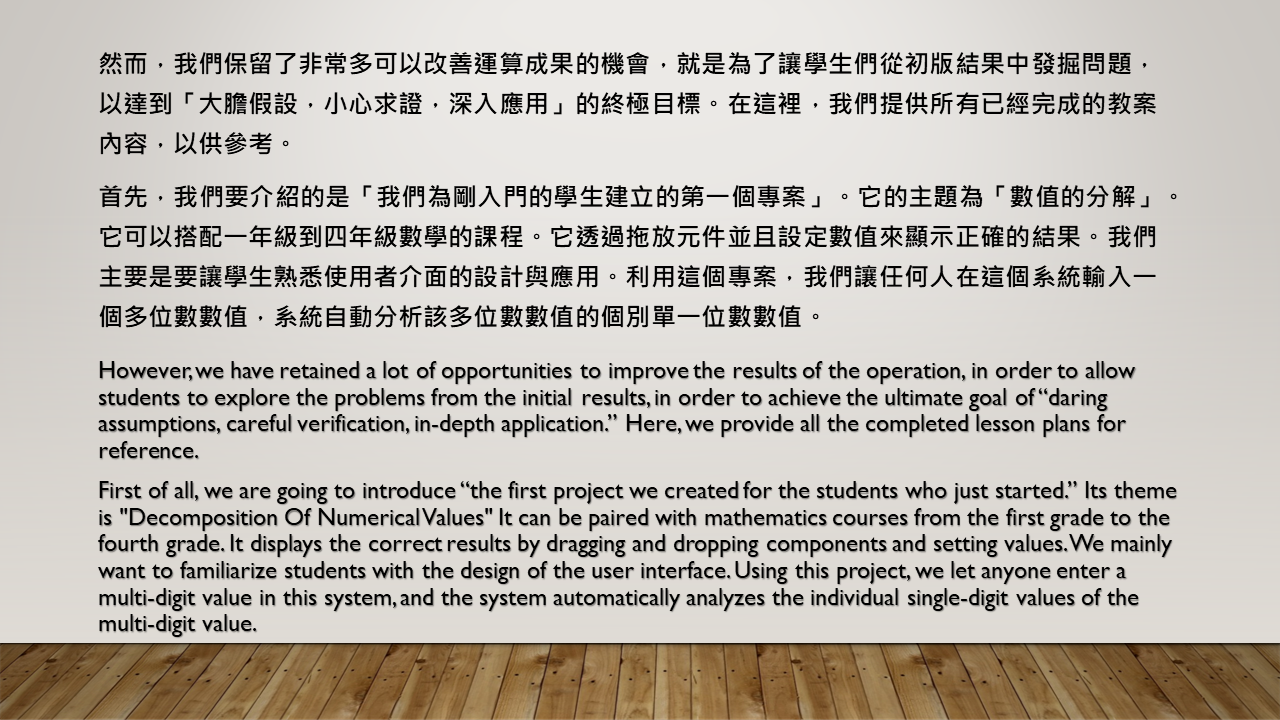 然而，我們保留了非常多可以改善運算成果的機會，就是為了讓學生們從初版結果中發掘問題，
以達到「大膽假設，小心求證，深入應用」的終極目標。在這裡，我們提供所有已經完成的教案
內容，以供參考。
首先，我們要介紹的是「我們為剛入門的學生建立的第一個專案」。它的主題為「數值的分解」。
它可以搭配一年級到四年級數學的課程。它透過拖放元件並且設定數值來顯示正確的結果。我們
主要是要讓學生熟悉使用者介面的設計與應用。利用這個專案，我們讓任何人在這個系統輸入一
個多位數數值，系統自動分析該多位數數值的個別單一位數數值。
However, we have retained a lot of opportunities to improve the results of the operation, in order to allow
students to explore the problems from the initial results, in order to achieve the ultimate goal of “daring
assumptions, careful verification, in-depth application.” Here, we provide all the completed lesson plans for
reference.
First of all, we are going to introduce “the first project we created for the students who just started.” Its theme
is "Decomposition Of Numerical Values" It can be paired with mathematics courses from the first grade to the
fourth grade. It displays the correct results by dragging and dropping components and setting values. We mainly
want to familiarize students with the design of the user interface. Using this project, we let anyone enter a
multi-digit value in this system, and the system automatically analyzes the individual single-digit values of the
multi-digit value.